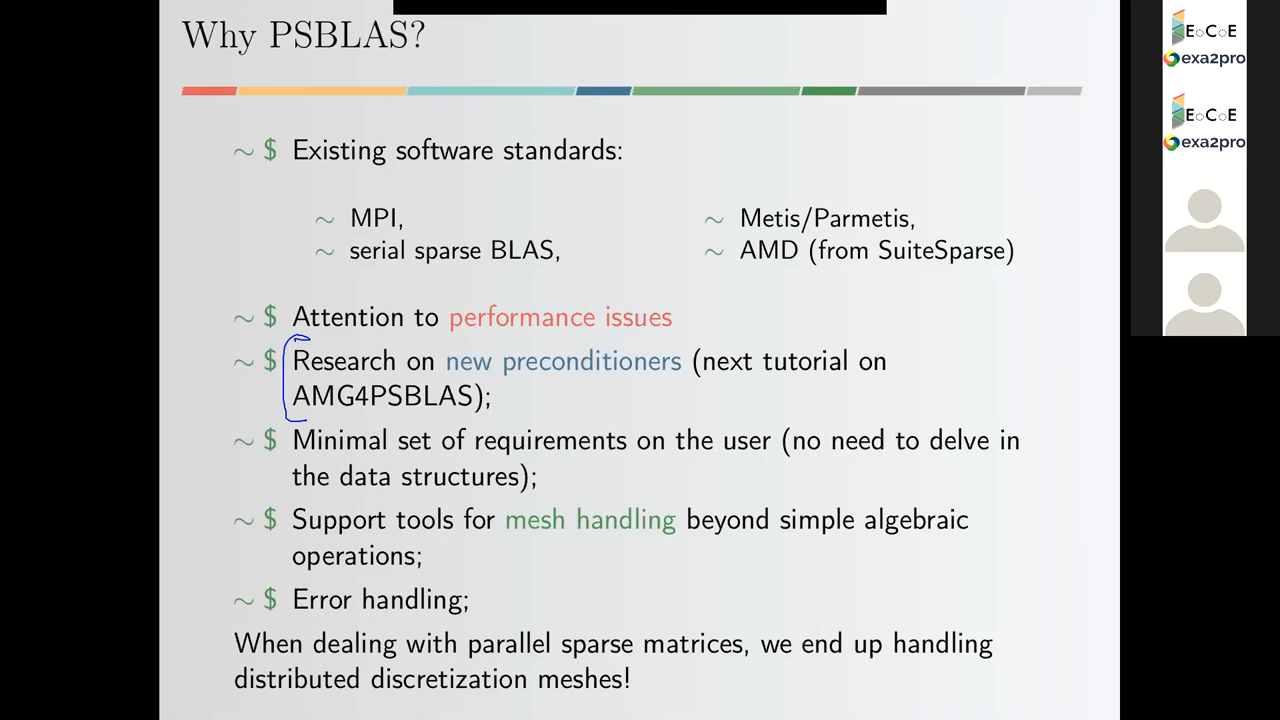 Why PSBLAS?
~ $ Existing software standards:
~ MPI,
~ serial sparse BLAS,
~ Metis/Parmetis,
~ AMD (from SuiteSparse)
~ $ Attention to performance issues
~ $ Research on new preconditioners (next tutorial on
AMG4PSBLAS);
~ $ Minimal set of requirements on the user (no need to delve in
the data structures);
~ $ Support tools for mesh handling beyond simple algebraic
operations;
~ $ Error handling;
When dealing with parallel sparse matrices, we end up handling
distributed discretization meshes!
EoCoE
exa2pro
EoCoE
exa2pro